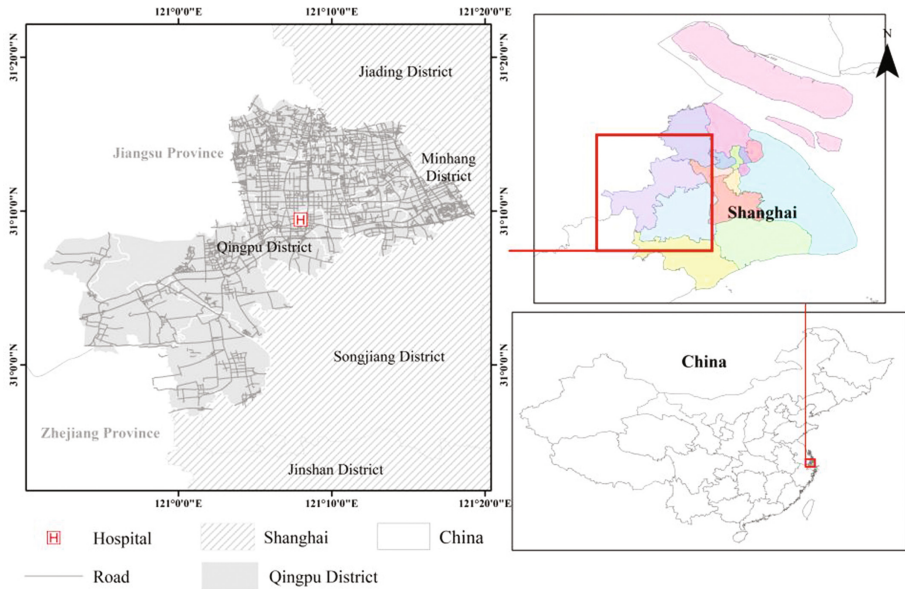 121°0'0"E
121°10'0"E
121°20'0"E
31°20'0"N
31°20'0"N
Jiading District
Jiangsu Province
Minhang
District
31°10'0"N
31°10'0"N
H
Qingpu District
31°0'0"N
31°0'0"N
Songjiang District
Zhejiang Province
Jinshan District
121°0'0"E
121°10'0"E
121°20'0"E
N
Shanghai
China
H Hospital
Shanghai
China
Road
Qingpu District